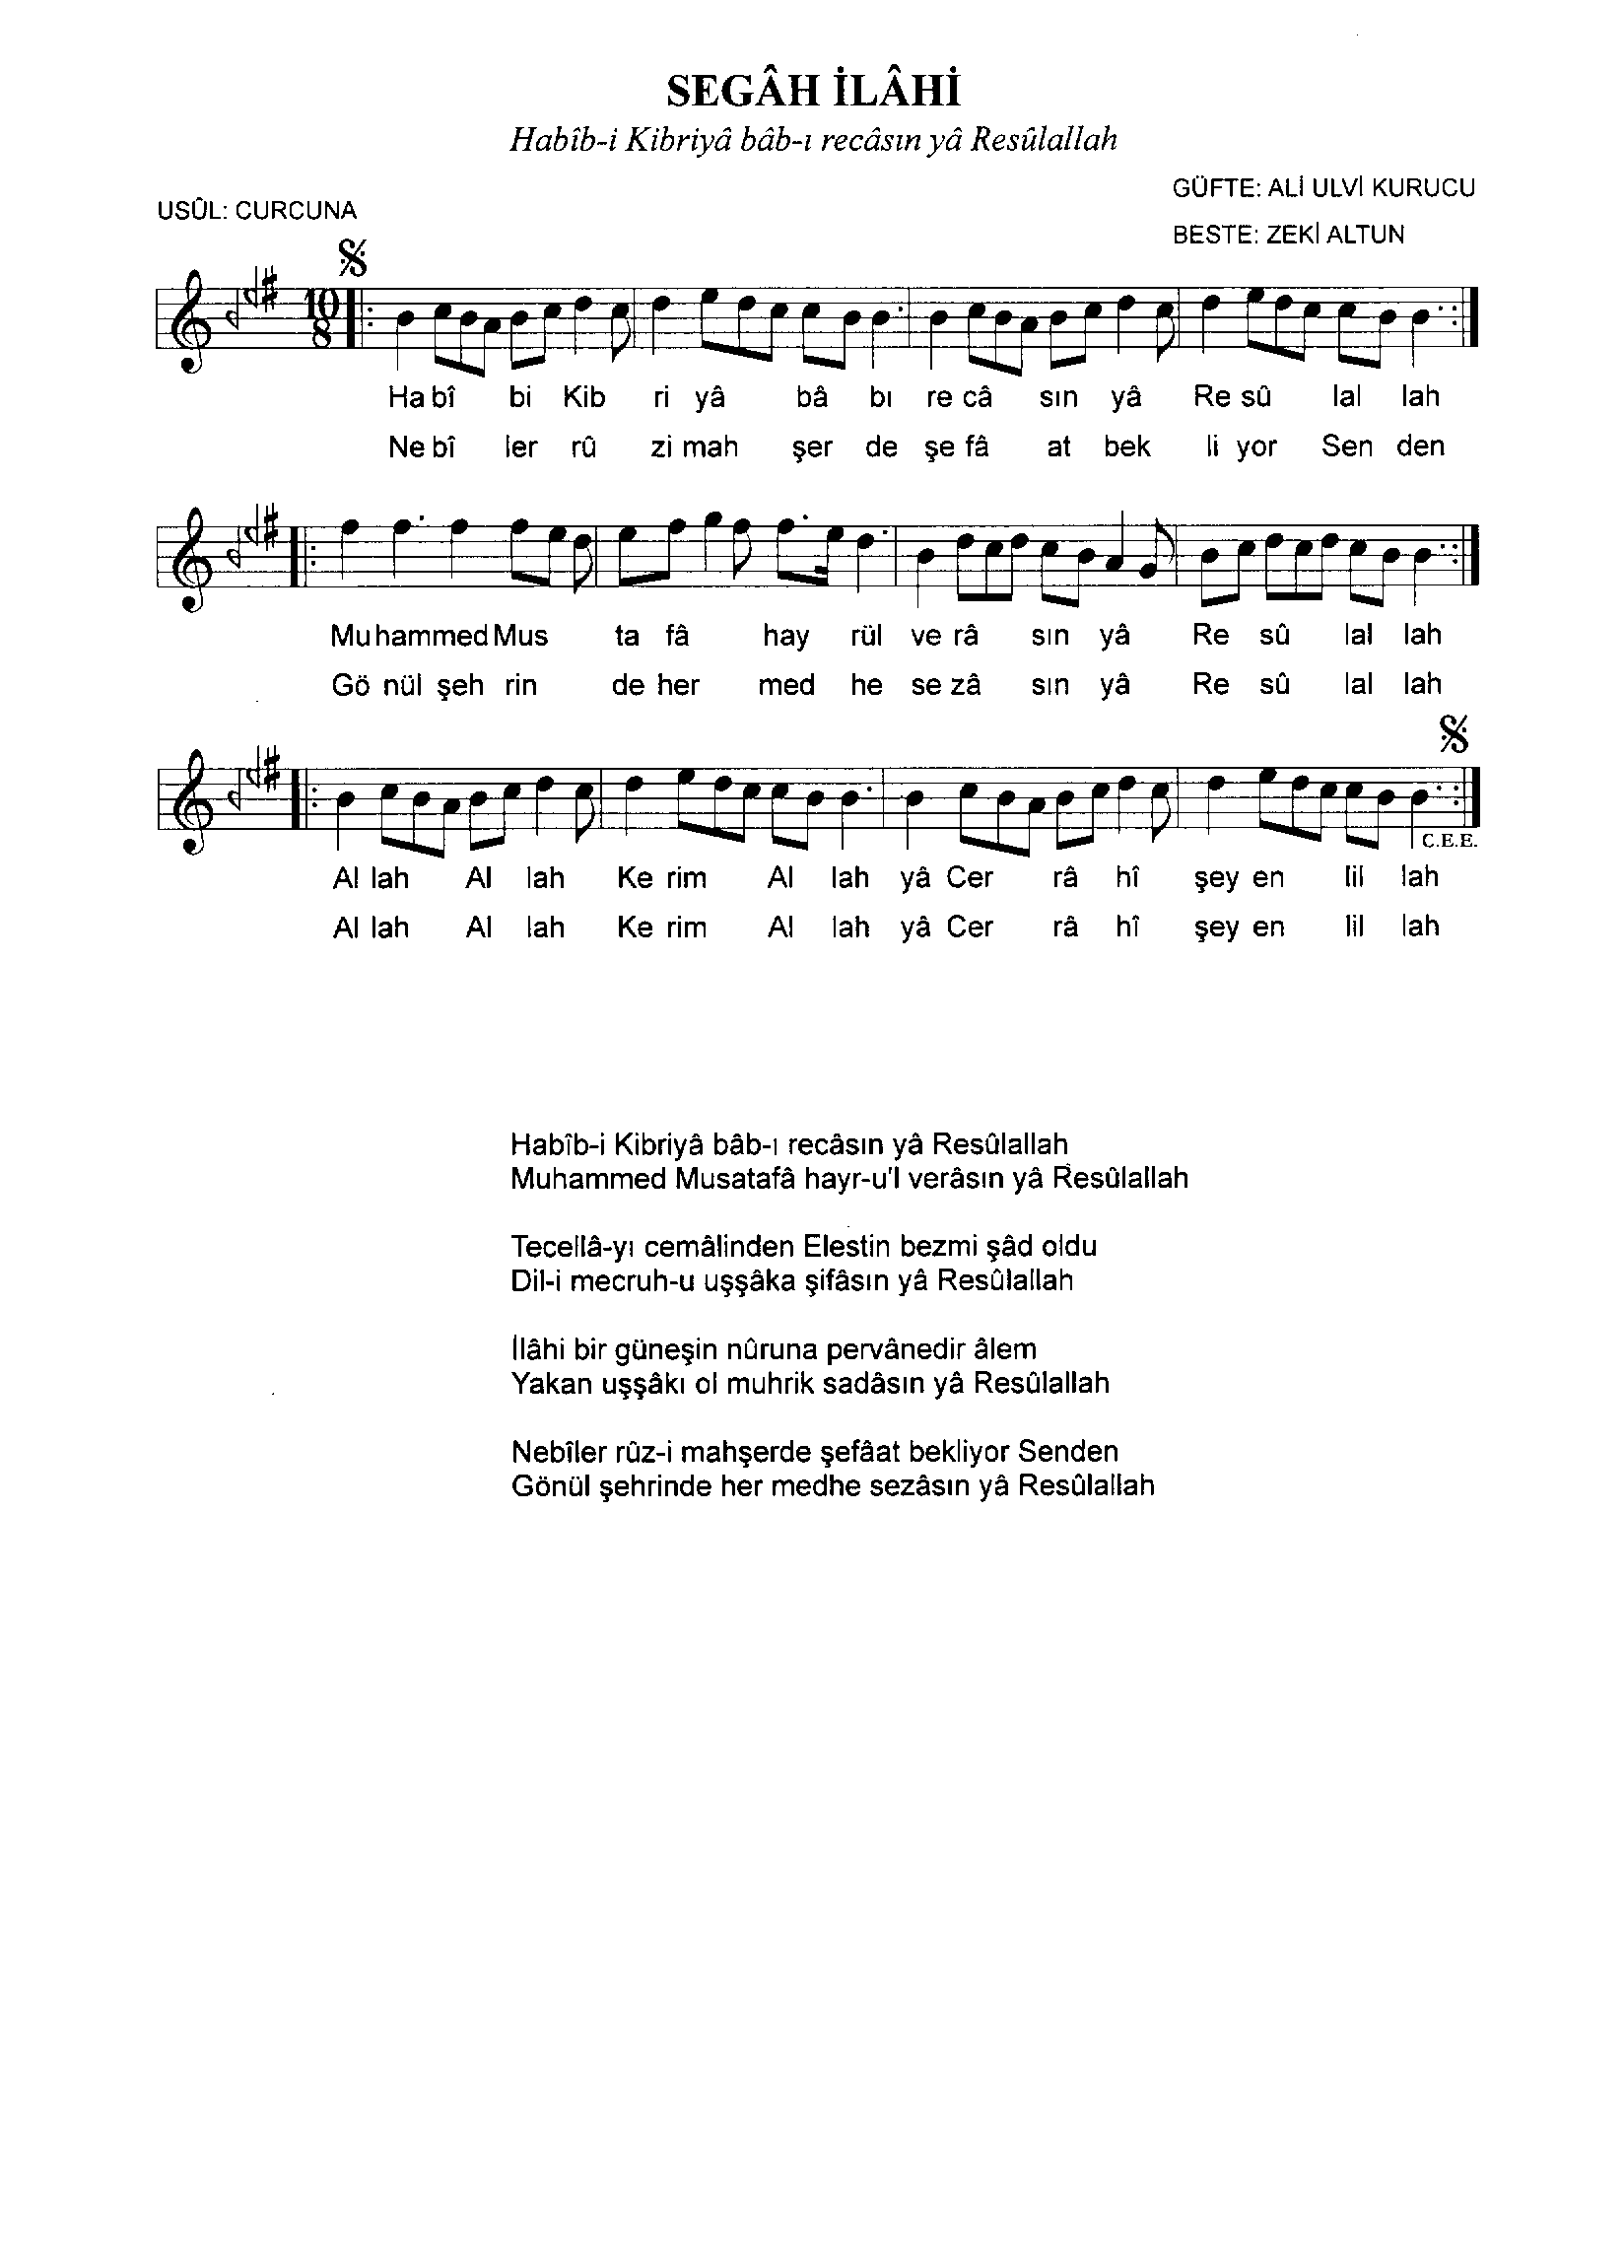 SEGÂH İLÂHİ
Habîb-i Kibriyâ bâb-ı recâsın yâ Resûlallah
GÜFTE: ALİ ULVİ KURUCU
USÛL: CURCUNA
BESTE: ZEKİ ALTUN
10
8
Ha bî bi Kib ri yâ bâ bı re câ sın yâ Re sû lal lah
Ne bî ler rû zi mah şer de şe fâ at bek li yor Sen den
Mu hammed Mus ta fâ hay rül ve râ sın yâ Re sû lal lah
Gö nül şeh rin de her med he se zâ sın yâ Re sû lal lah
C.E.E.
Al lah Al lah Ke rim Al lah yâ Cer râ hî şey en lil lah
Al lah Al lah Ke rim Al lah yâ Cer râ hî şey en lil lah
Habîb-i Kibriyâ bâb-ı recâsın yâ Resûlallah
Muhammed Musatafâ hayr-u'l verâsın yâ Resûlallah
Tecellâ-yı cemâlinden Elestin bezmi şâd oldu
Dil-i mecruh-u uşşâka şifâsın yâ Resûlallah
İlâhi bir güneşin nûruna pervânedir âlem
Yakan uşşâkı ol muhrik sadâsın yâ Resûlallah
Nebîler rûz-i mahşerde şefâat bekliyor Senden
Gönül şehrinde her medhe sezâsın yâ Resûlallah